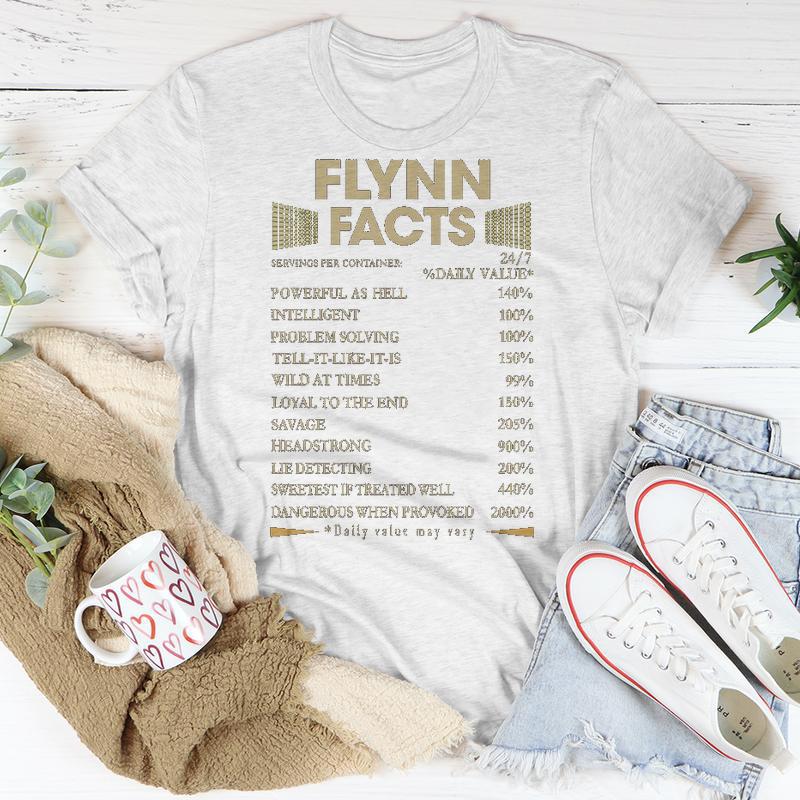 FLYNN
FACTS
SERVINGS PER CONTAINER: 24/7
%DAILY VALUE*
POWERFUL AS HELL 140%
INTELLIGENT 100%
PROBLEM SOLVING 100%
TELL-IT-LIKE-IT-IS 150%
WILD AT TIMES 99%
LOYAL TO THE END 150%
SAVAGE 205%
HEADSTRONG 900%
LIE DETECTING 200%
SWEETEST IF TREATED WELL 440%
DANGEROUS WHEN PROVOKED 2000%
*Daily value may vary